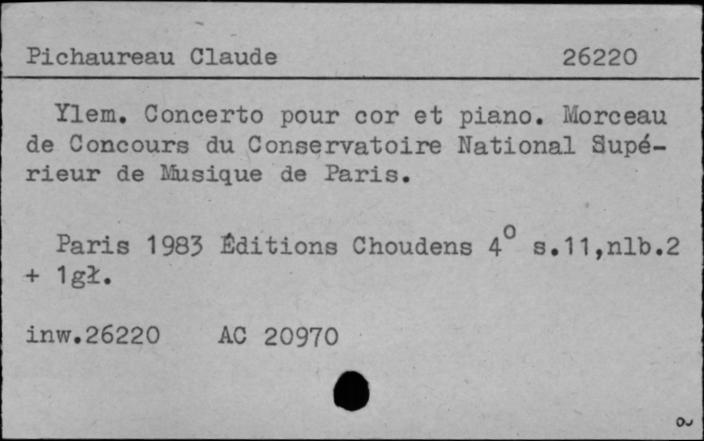 Pichaureau Claude 26220
Ylem. Concerto pour cor et piano. Morceau
de Concours du Conservatoire National Supé-
rieur de Musique de Paris.
Paris 1983 Éditions Choudens 4° s.11,nlb.2
+ 1gł.
inw.26220 AC 20970